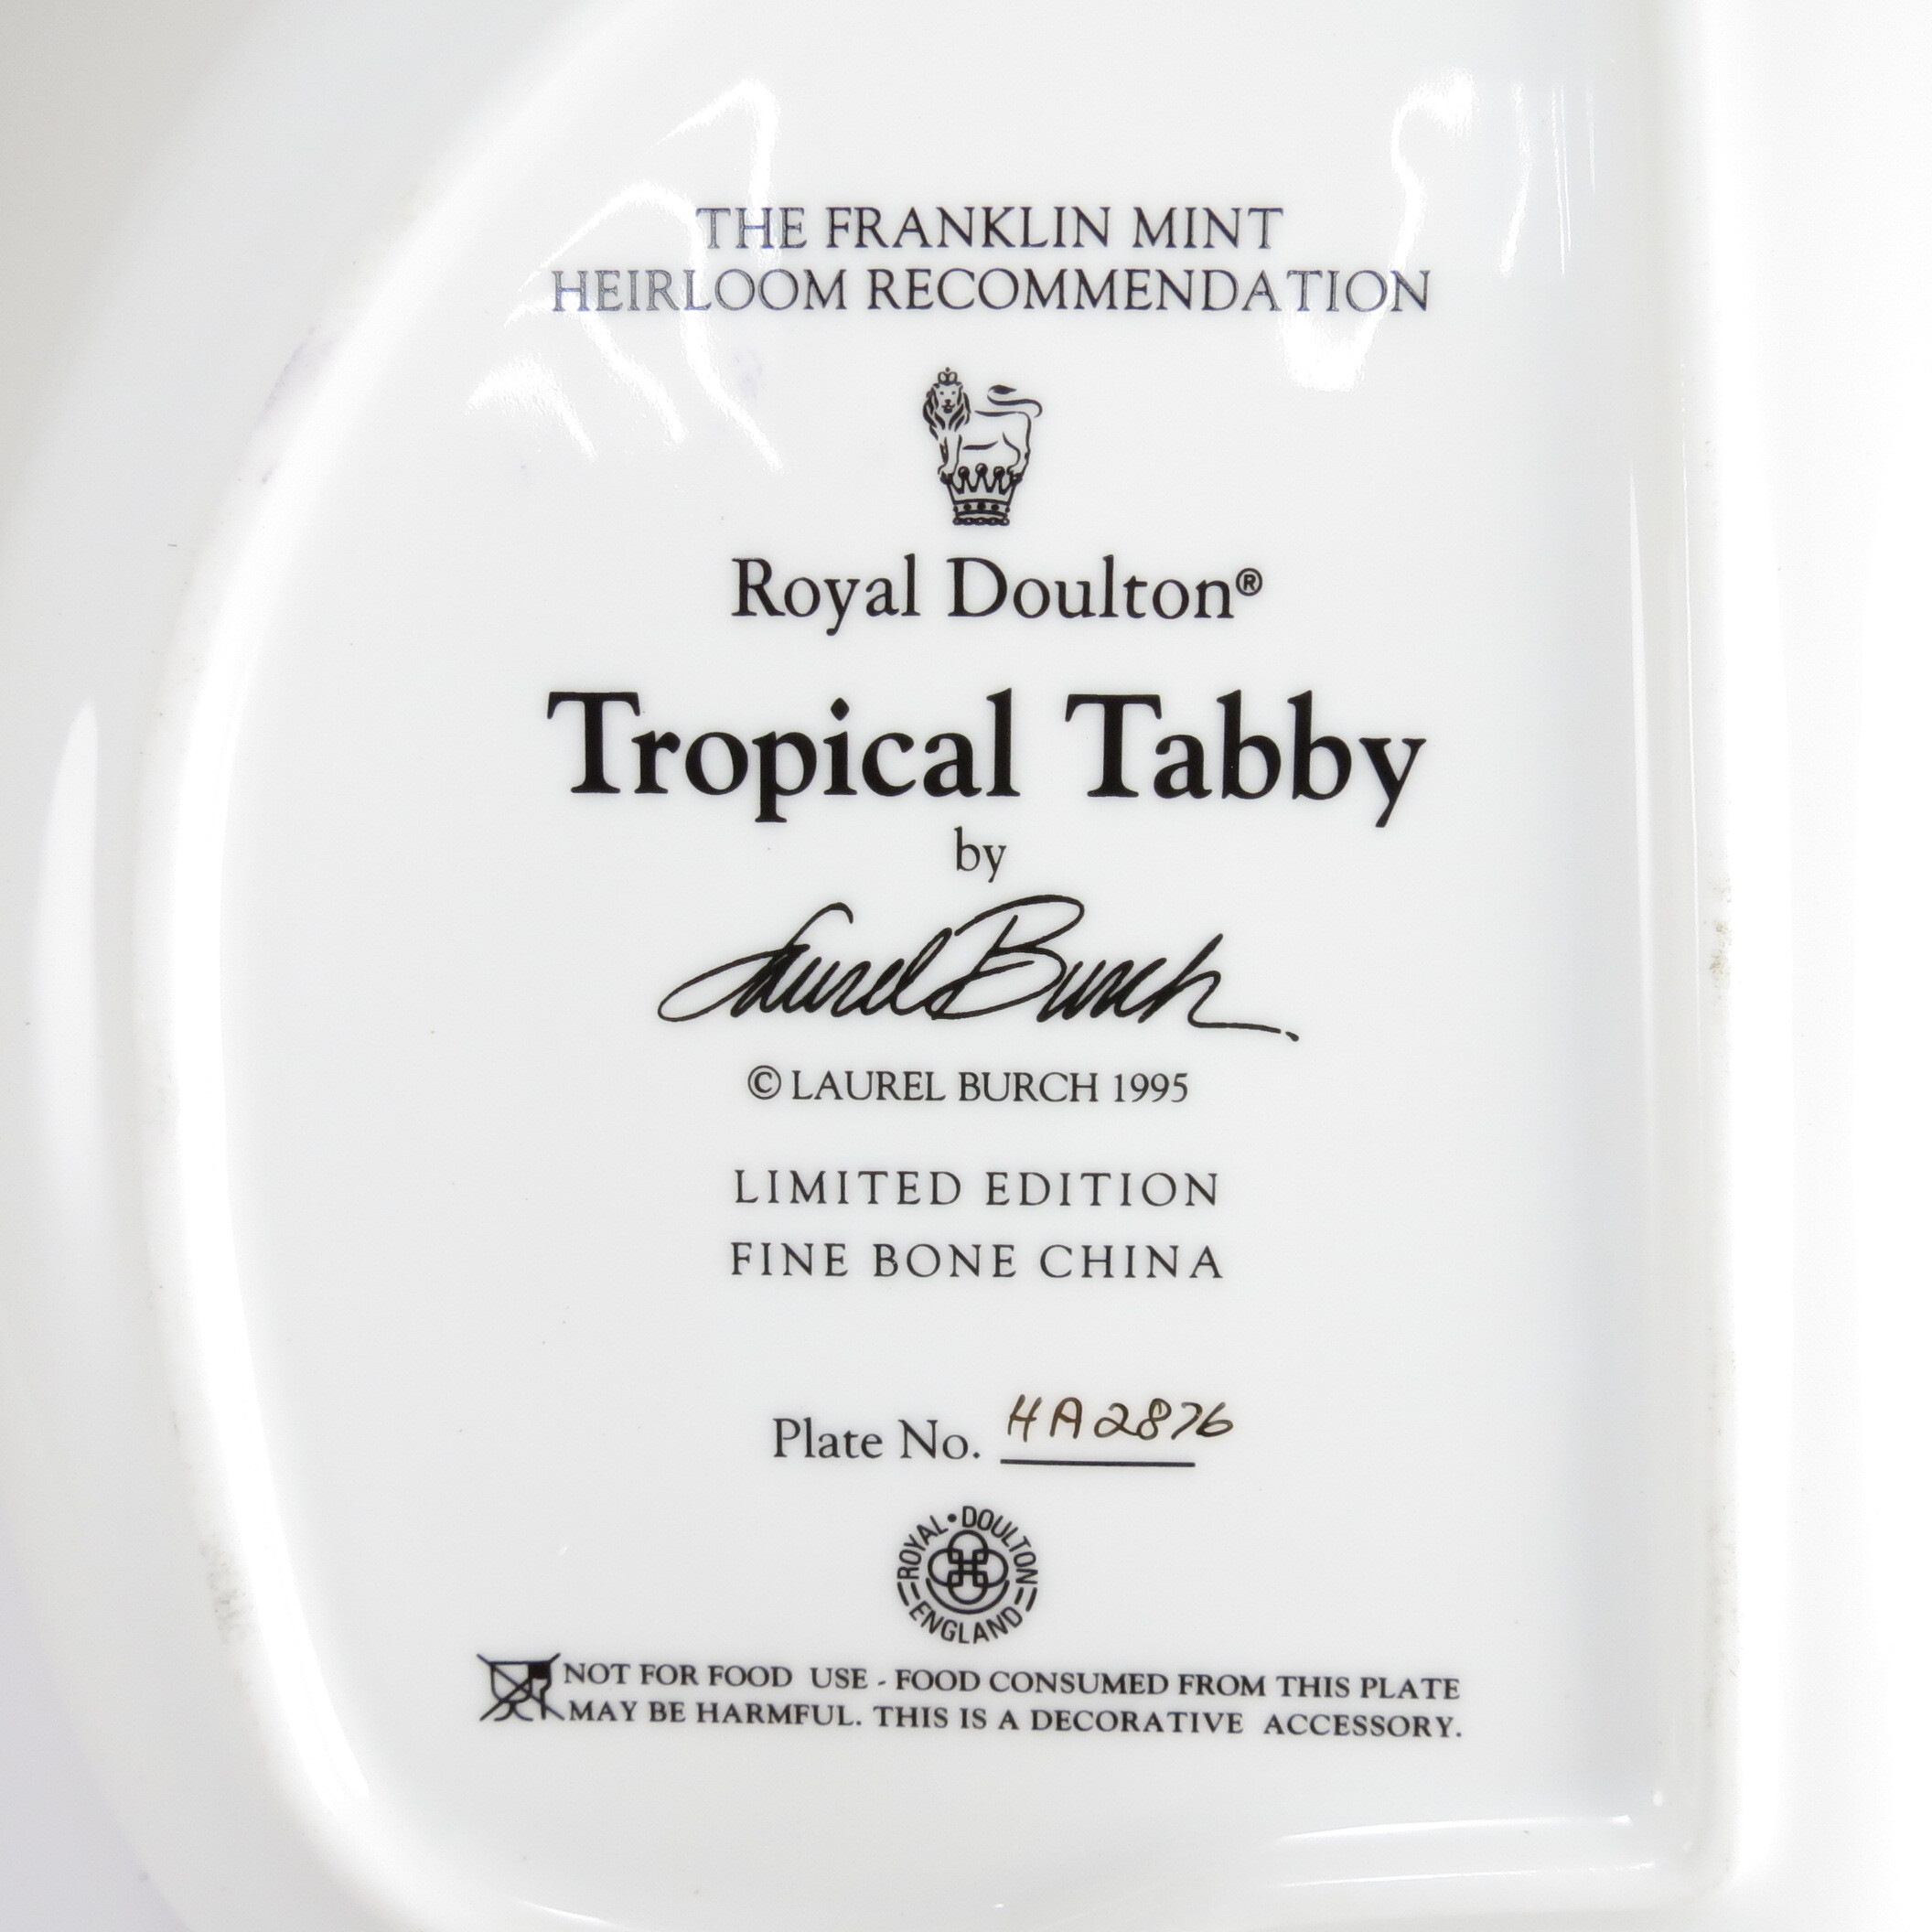 THE FRANKLIN MINT
HEIRLOOM RECOMMENDATION
Royal Doulton®
Tropical Tabby
by
Laurel Burch.
© LAUREL BURCH 1995
LIMITED EDITION
FINE BONE CHINA
Plate No. HA2876
ROYAL • DOULTON
ENGLAND
NOT FOR FOOD USE - FOOD CONSUMED FROM THIS PLATE
MAY BE HARMFUL. THIS IS A DECORATIVE ACCESSORY.